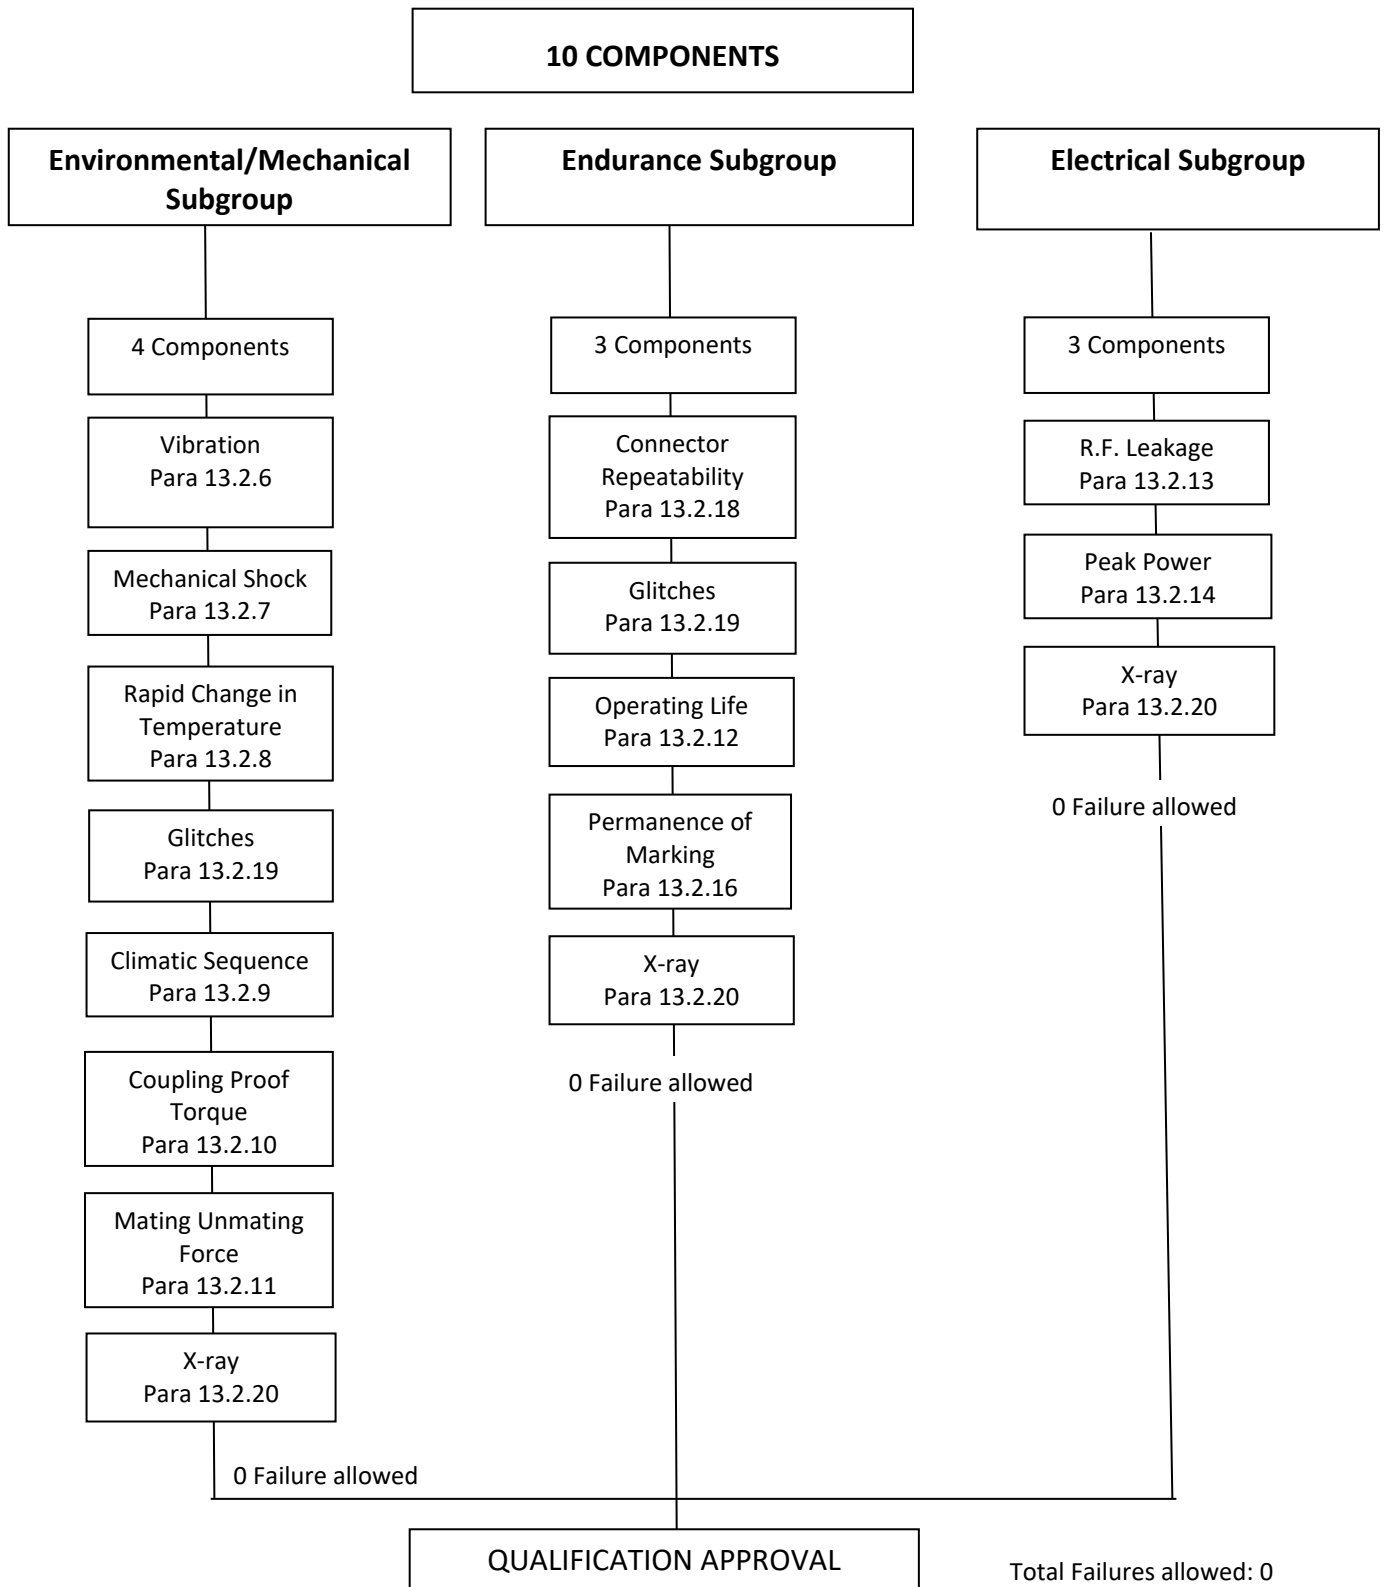 10 COMPONENTS
Environmental/Mechanical
Subgroup
4 Components
Vibration
Para 13.2.6
Mechanical Shock
Para 13.2.7
Rapid Change in
Temperature
Para 13.2.8
Glitches
Para 13.2.19
Climatic Sequence
Para 13.2.9
Coupling Proof
Torque
Para 13.2.10
Mating Unmating
Force
Para 13.2.11
X-ray
Para 13.2.20
0 Failure allowed
Endurance Subgroup
3 Components
Connector
Repeatability
Para 13.2.18
Glitches
Para 13.2.19
Operating Life
Para 13.2.12
Permanence of
Marking
Para 13.2.16
X-ray
Para 13.2.20
0 Failure allowed
Electrical Subgroup
3 Components
R.F. Leakage
Para 13.2.13
Peak Power
Para 13.2.14
X-ray
Para 13.2.20
0 Failure allowed
QUALIFICATION APPROVAL
Total Failures allowed: 0